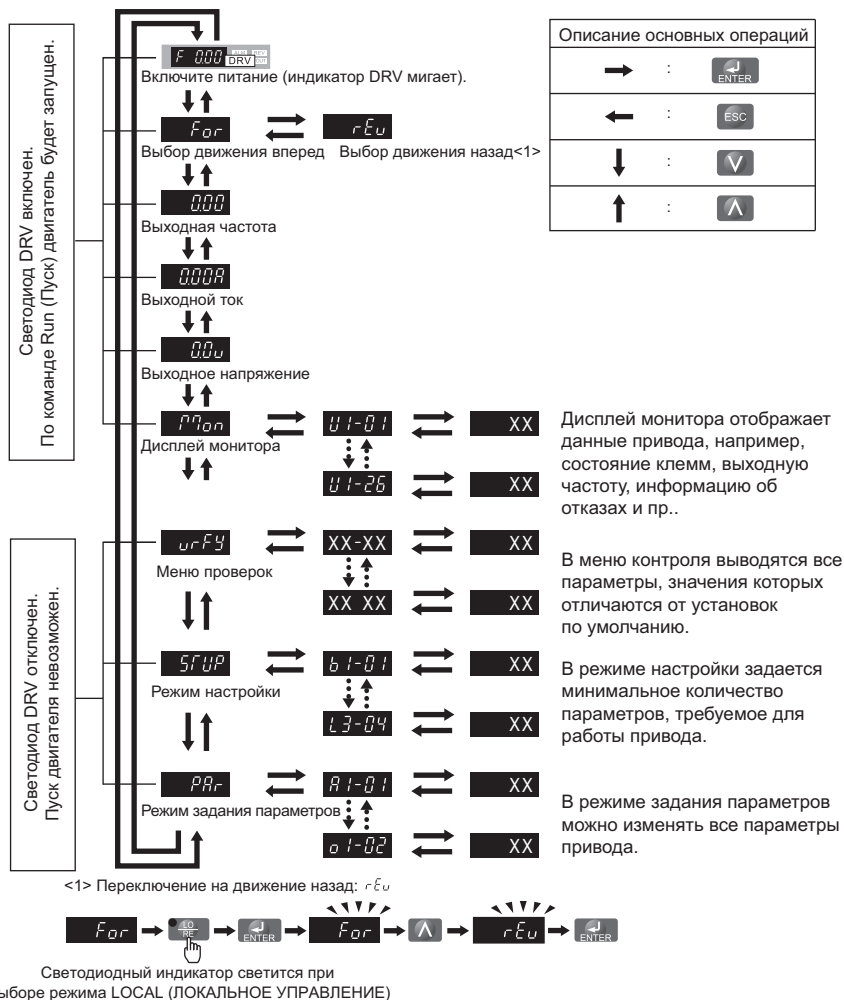 Светодиод DRV включен.
По команде Run (Пуск) двигатель будет запущен.
F 0.00 DRV
Включите питание (индикатор DRV мигает).
For
rEv
Выбор движения вперед Выбор движения назад<1>
0.00
Выходная частота
0.00A
Выходной ток
0.0v
Выходное напряжение
Mon
Дисплей монитора
U1-01 XX
U1-26 XX
Описание основных операций
→ : ENTER
← : ESC
↓ : V
↑ : Λ
Дисплей монитора отображает
данные привода, например,
состояние клемм, выходную
частоту, информацию об
отказах и пр..
Светодиод DRV отключен.
Пуск двигателя невозможен.
vrFY XX-XX XX
Меню проверок
XX XX XX
В меню контроля выводятся все
параметры, значения которых
отличаются от установок
по умолчанию.
STUP b1-01 XX
Режим настройки
L3-04 XX
В режиме настройки задается
минимальное количество
параметров, требуемое для
работы привода.
PAr A1-01 XX
Режим задания параметров
o1-02 XX
В режиме задания параметров
можно изменять все параметры
привода.
<1> Переключение на движение назад: rEv
For → LO RE → ENTER → For → Λ → rEv → ENTER
Светодиодный индикатор светится при
ыборе режима LOCAL (ЛОКАЛЬНОЕ УПРАВЛЕНИЕ)